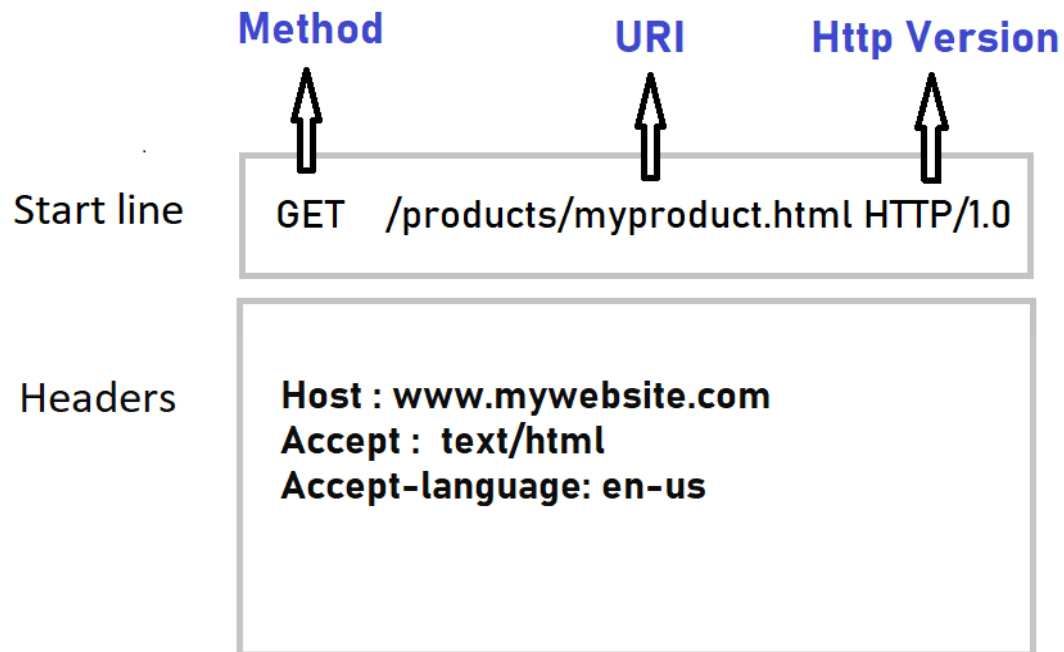 Method URI Http Version
Start line GET /products/myproduct.html HTTP/1.0
Headers Host : www.mywebsite.com
Accept : text/html
Accept-language: en-us